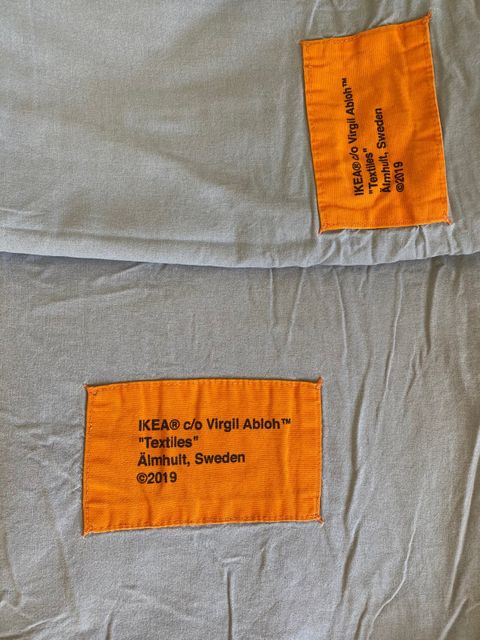 IKEA® c/o Virgil Abloh™
"Textiles"
Älmhult, Sweden
©2019
IKEA® c/o Virgil Abloh™
"Textiles"
Älmhult, Sweden
©2019